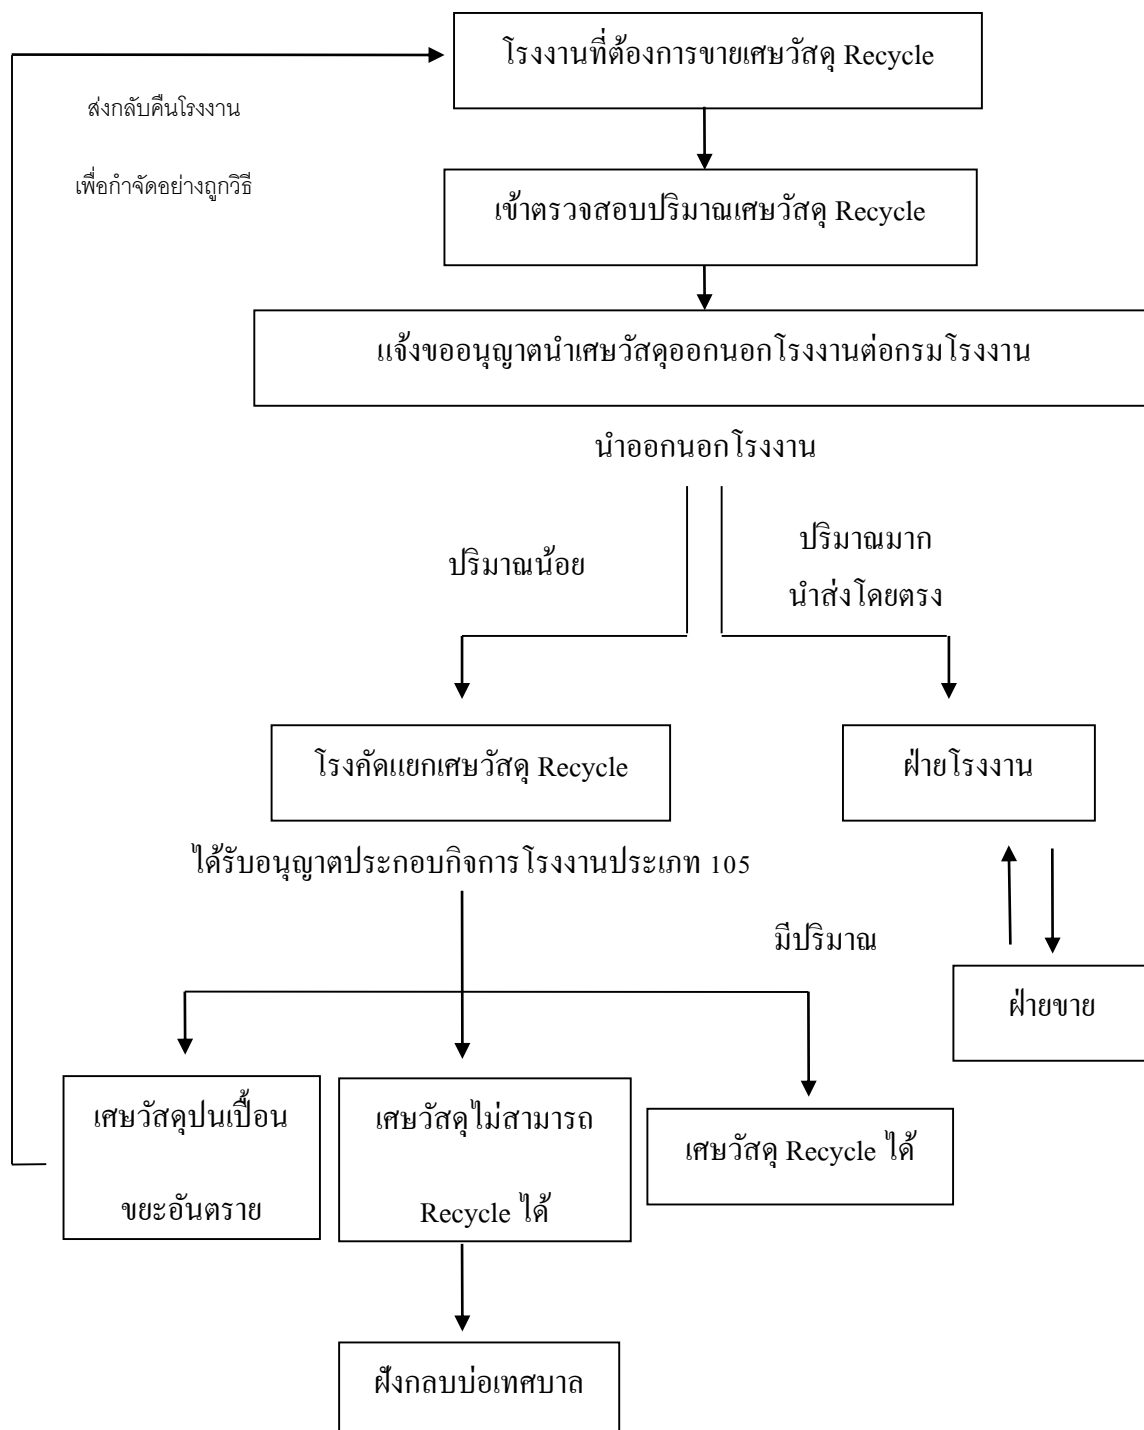 โรงงานที่ต้องการขายเศษวัสดุ Recycle
ส่งกลับคืนโรงงาน
เพื่อกำจัดอย่างถูกวิธี
เข้าตรวจสอบปริมาณเศษวัสดุ Recycle
แจ้งขออนุญาตนำเศษวัสดุออกนอกโรงงานต่อกรมโรงงาน
นำออกนอกโรงงาน
ปริมาณน้อย
ปริมาณมาก
นำส่งโดยตรง
โรงคัดแยกเศษวัสดุ Recycle
ฝ่ายโรงงาน
ได้รับอนุญาตประกอบกิจการโรงงานประเภท 105
มีปริมาณ
ฝ่ายขาย
เศษวัสดุปนเปื้อน
ขยะอันตราย
เศษวัสดุไม่สามารถ
Recycle ได้
เศษวัสดุ Recycle ได้
ฝังกลบบ่อเทศบาล